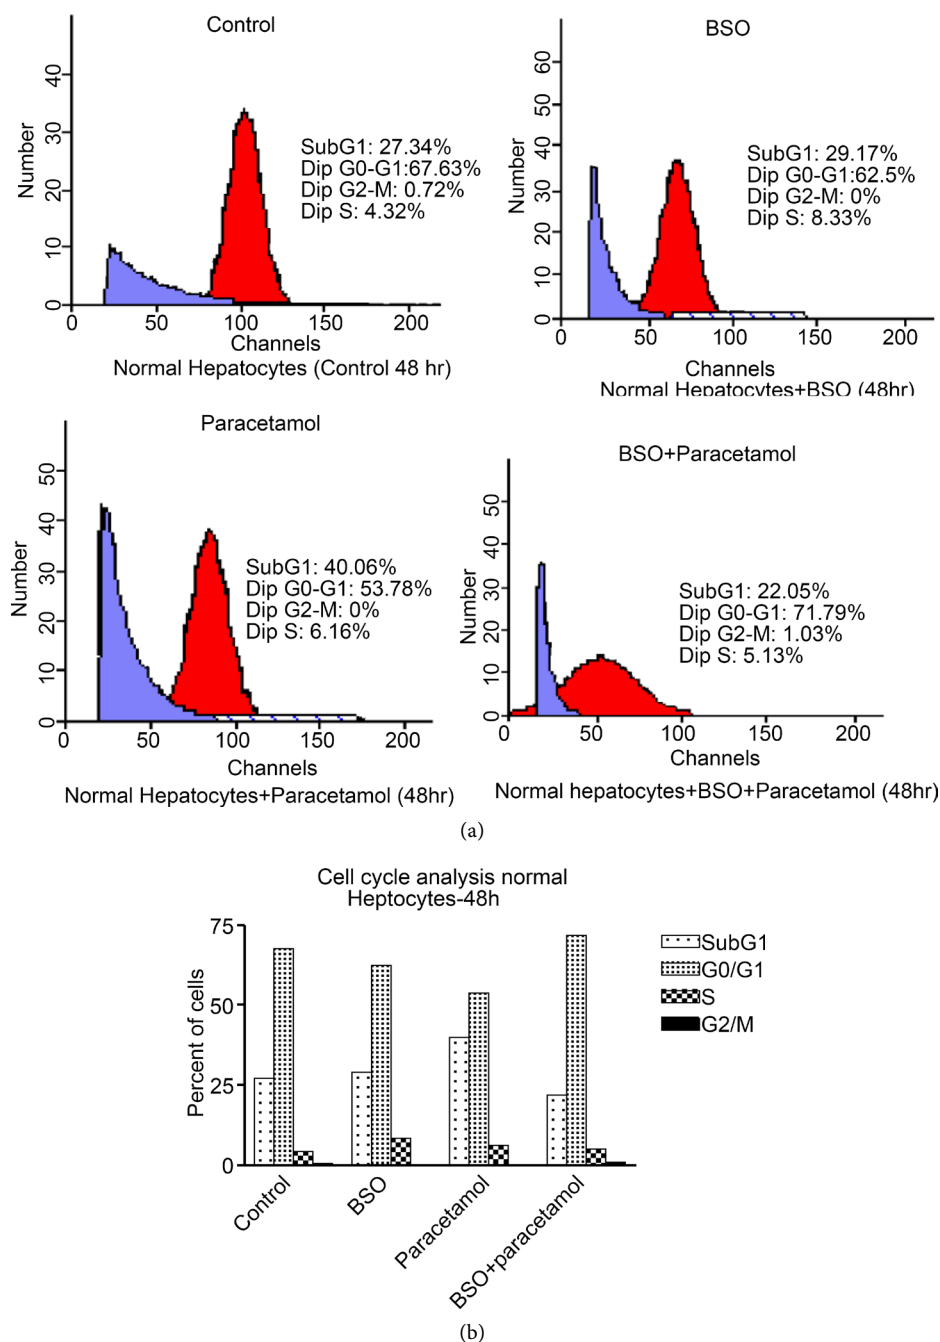 Control
40
30
20
10
0
Number
SubG1: 27.34%
Dip G0-G1:67.63%
Dip G2-M: 0.72%
Dip S: 4.32%
0 50 100 150 200
Channels
Normal Hepatocytes (Control 48 hr)
BSO
60
50
40
30
20
10
0
Number
SubG1: 29.17%
Dip G0-G1:62.5%
Dip G2-M: 0%
Dip S: 8.33%
0 50 100 150 200
Channels
Normal Hepatocytes+BSO (48hr)
Paracetamol
50
40
30
20
10
0
Number
SubG1: 40.06%
Dip G0-G1: 53.78%
Dip G2-M: 0%
Dip S: 6.16%
0 50 100 150 200
Channels
Normal Hepatocytes+Paracetamol (48hr)
BSO+Paracetamol
50
40
30
20
10
0
Number
SubG1: 22.05%
Dip G0-G1: 71.79%
Dip G2-M: 1.03%
Dip S: 5.13%
0 50 100 150 200
Channels
Normal hepatocytes+BSO+Paracetamol (48hr)
(a)
Cell cycle analysis normal
Heptocytes-48h
75
50
25
0
Percent of cells
SubG1
G0/G1
S
G2/M
Control
BSO
Paracetamol
BSO+paracetamol
(b)